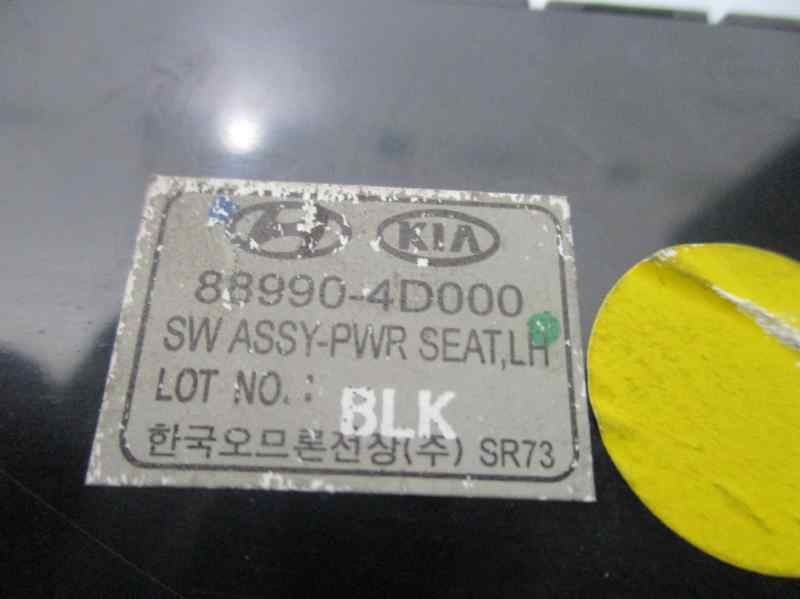 KIA
88990-4D000
SW ASSY-PWR SEAT,LH
LOT NO. :
BLK
한국오므론전장(주) SR73